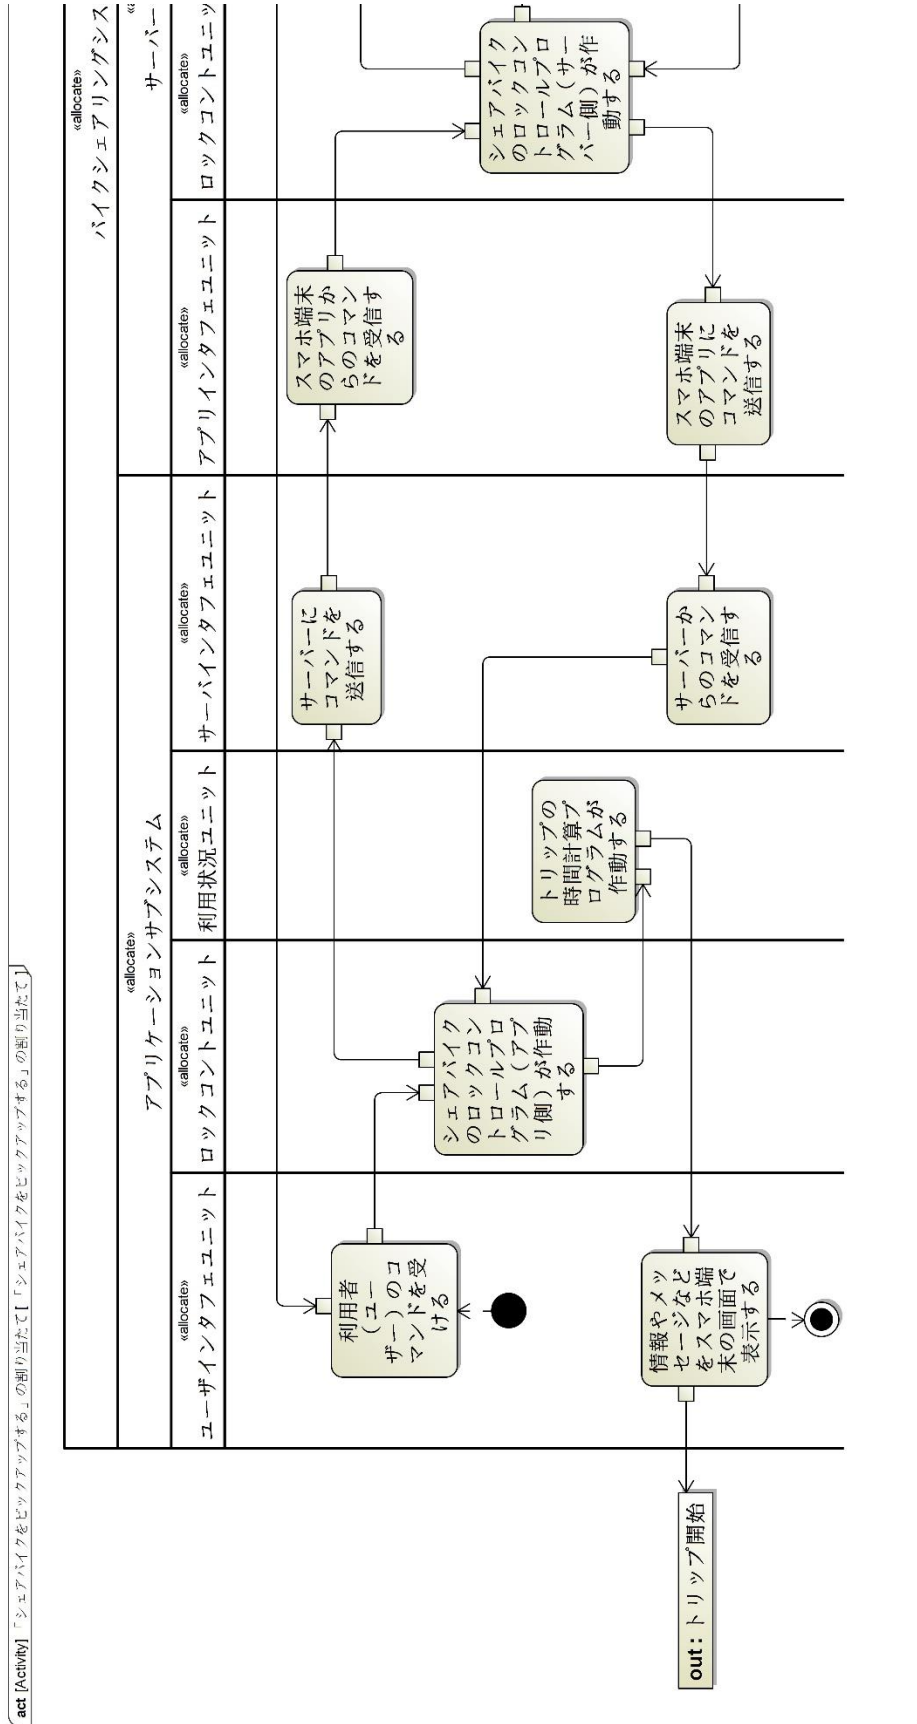 act [Activity] 「シェアバイクをピックアップする」の割り当て[ 「シェアバイクをピックアップする」の割り当て ]
«allocate»
バイクシェアリングシス
«allocate»
アプリケーションサブシステム
«a
サーバー
«allocate»
ユーザインタフェユニット
«allocate»
ロックコントユニット
«allocate»
利用状況ユニット
«allocate»
サーバインタフェユニット
«allocate»
アプリインタフェユニット
«allocate»
ロックコントユニット
利用者
（ユー
ザー）のコ
マンドを受
ける
シェアバイク
のロックコン
トロールプロ
グラム（アプ
リ側）が作動
する
トリップの
時間計算プ
ログラムが
作動する
サーバーに
コマンドを
送信する
スマホ端末
のアプリか
らのコマン
ドを受信す
る
シェアバイク
のロックコン
トロールプロ
グラム（サー
バー側）が作
動する
スマホ端末
のアプリに
コマンドを
送信する
サーバーか
らのコマン
ドを受信す
る
情報やメッ
セージなど
をスマホ端
末の画面で
表示する
out : トリップ開始